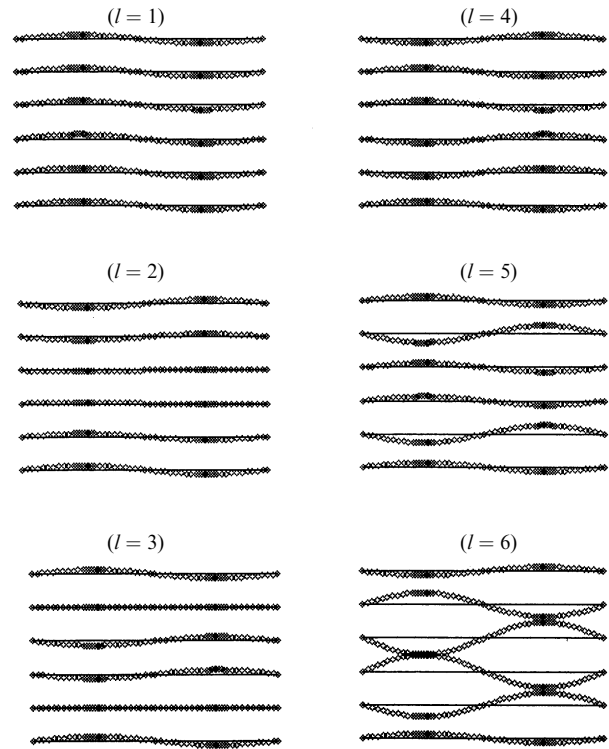 (l = 1)
(l = 4)
(l = 2)
(l = 5)
(l = 3)
(l = 6)